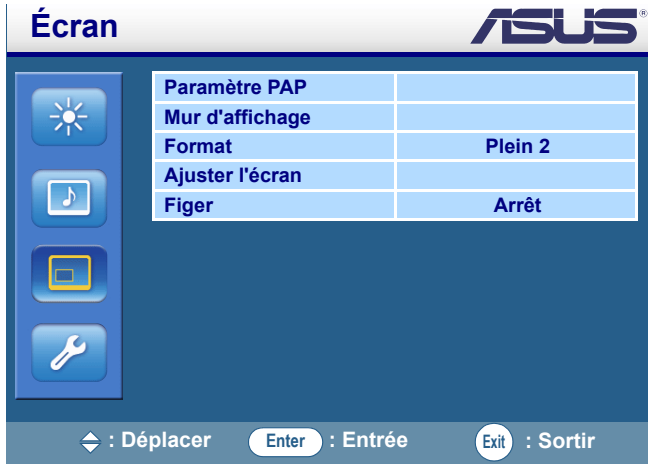 Écran
ASUS®
Paramètre PAP
Mur d'affichage
Format Plein 2
Ajuster l'écran
Figer Arrêt
: Déplacer Enter : Entrée Exit : Sortir